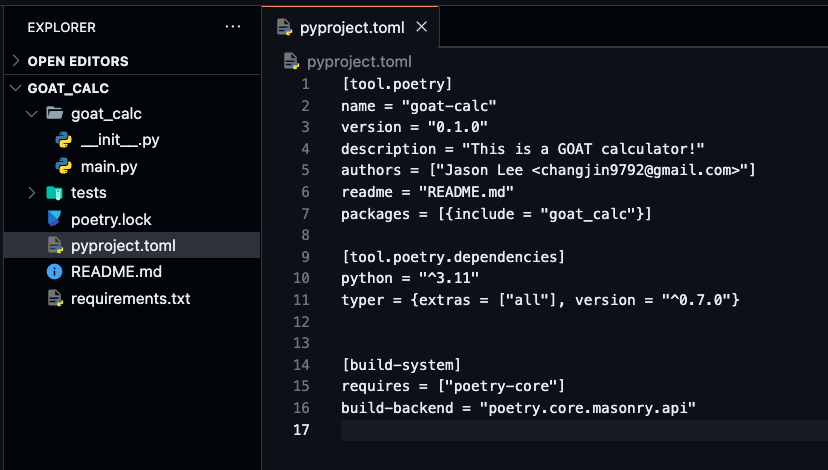 EXPLORER
···
OPEN EDITORS
GOAT_CALC
goat_calc
__init__.py
main.py
tests
poetry.lock
pyproject.toml
README.md
requirements.txt
pyproject.toml
pyproject.toml
1 [tool.poetry]
2 name = "goat-calc"
3 version = "0.1.0"
4 description = "This is a GOAT calculator!"
5 authors = ["Jason Lee <changjin9792@gmail.com>"]
6 readme = "README.md"
7 packages = [{include = "goat_calc"}]
8
9 [tool.poetry.dependencies]
10 python = "^3.11"
11 typer = {extras = ["all"], version = "^0.7.0"}
12
13
14 [build-system]
15 requires = ["poetry-core"]
16 build-backend = "poetry.core.masonry.api"
17